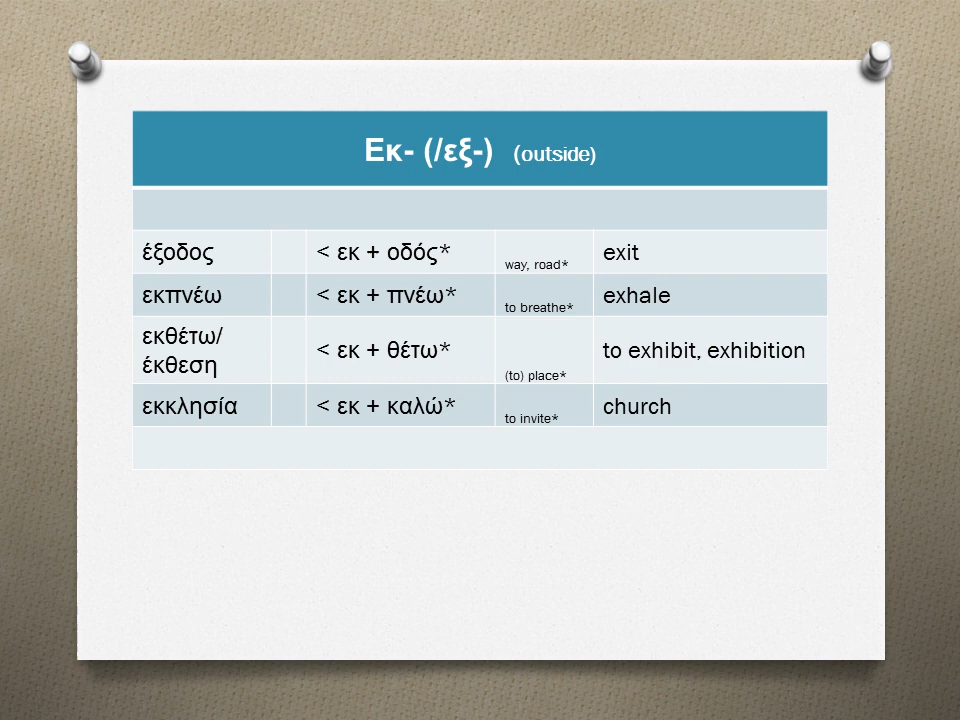 Εκ- (/εξ-) (outside)
έξοδος < εκ + οδός* way, road* exit
εκπνέω < εκ + πνέω* to breathe* exhale
εκθέτω/
έκθεση < εκ + θέτω* (to) place* to exhibit, exhibition
εκκλησία < εκ + καλώ* to invite* church